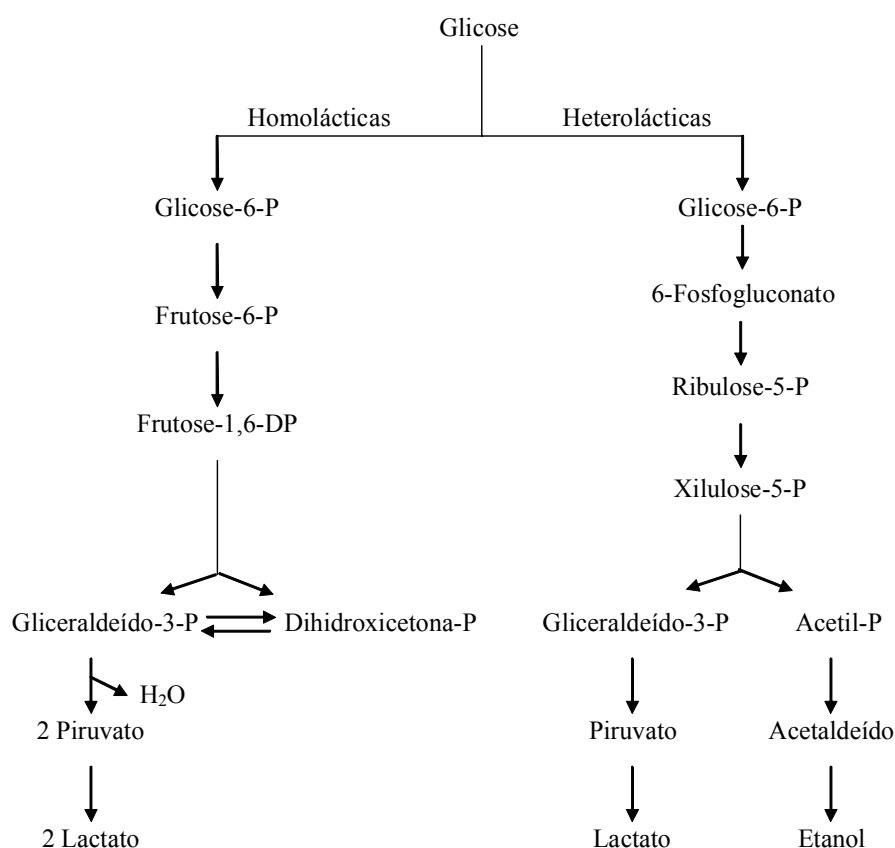 Glicose
Homolácticas Heterolácticas
Glicose-6-P Glicose-6-P
6-Fosfogluconato
Frutose-6-P
Ribulose-5-P
Frutose-1,6-DP
Xilulose-5-P
Gliceraldeído-3-P Dihidroxicetona-P Gliceraldeído-3-P Acetil-P
H₂O
2 Piruvato Piruvato Acetaldeído
2 Lactato Lactato Etanol